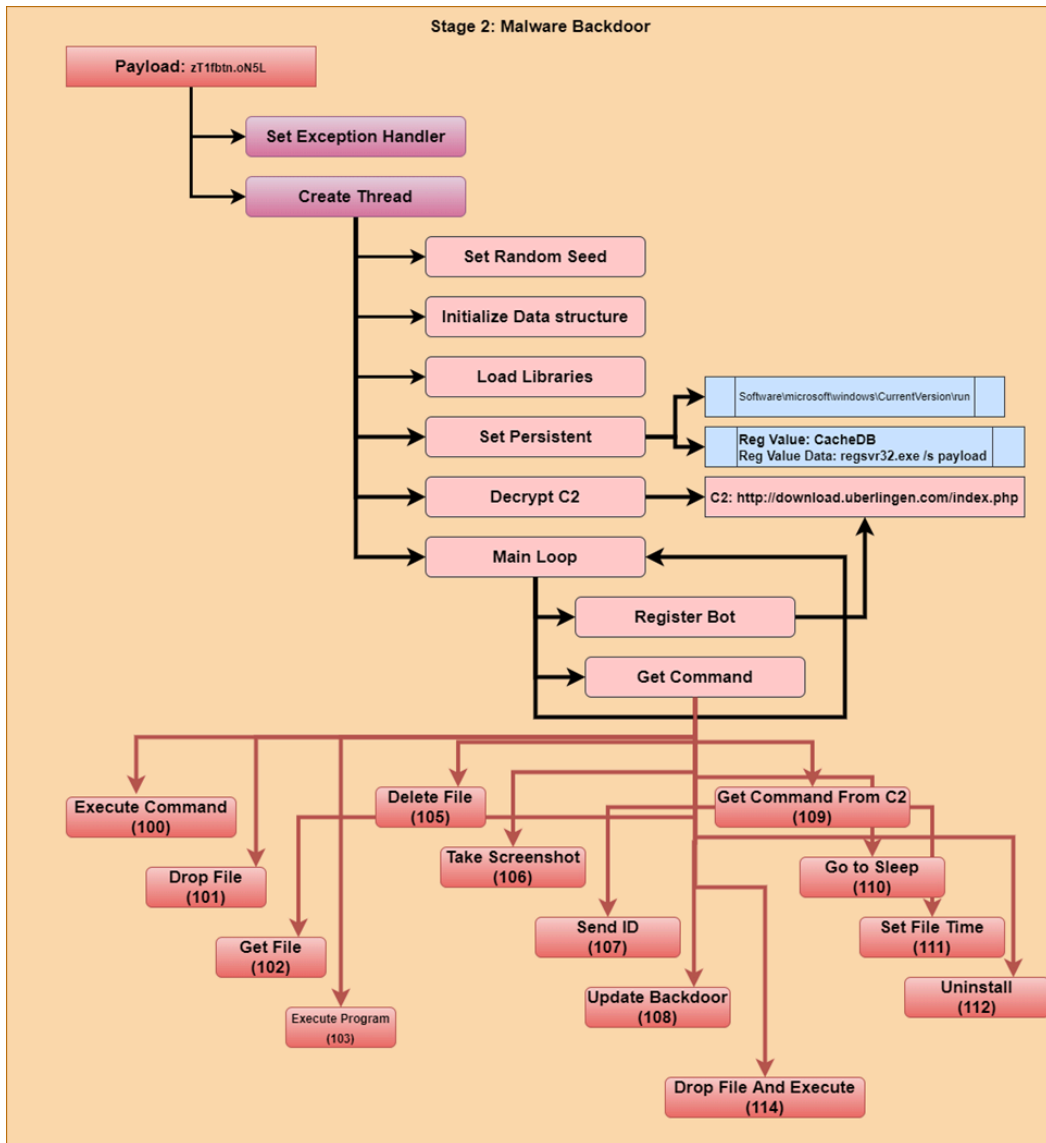 Stage 2: Malware Backdoor
Payload: zT1fbtn.oN5L
Set Exception Handler
Create Thread
Set Random Seed
Initialize Data structure
Load Libraries
Software\microsoft\windows\CurrentVersion\run
Set Persistent
Reg Value: CacheDB
Reg Value Data: regsvr32.exe /s payload
Decrypt C2
C2: http://download.uberlingen.com/index.php
Main Loop
Register Bot
Get Command
Execute Command
(100)
Delete File
(105)
Get Command From C2
(109)
Drop File
(101)
Take Screenshot
(106)
Go to Sleep
(110)
Get File
(102)
Send ID
(107)
Set File Time
(111)
Execute Program
(103)
Update Backdoor
(108)
Uninstall
(112)
Drop File And Execute
(114)